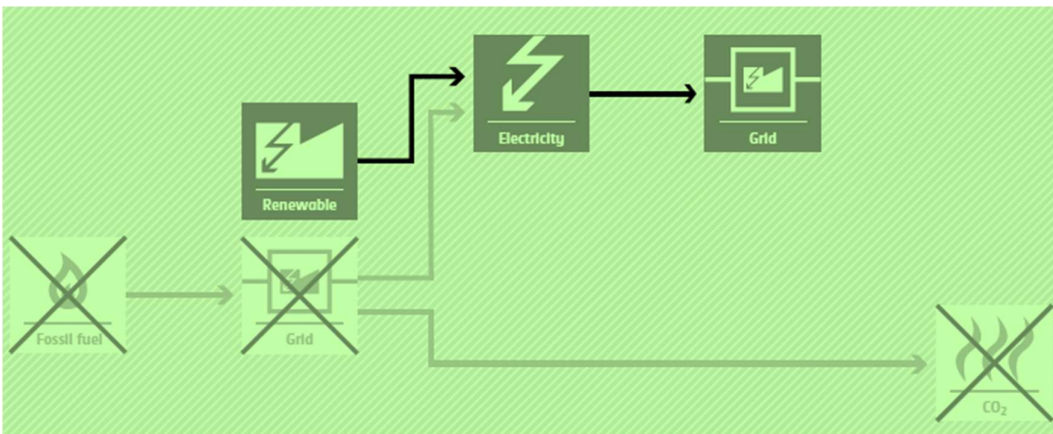 Electricity
Grid
Renewable
Fossil fuel
Grid
CO₂